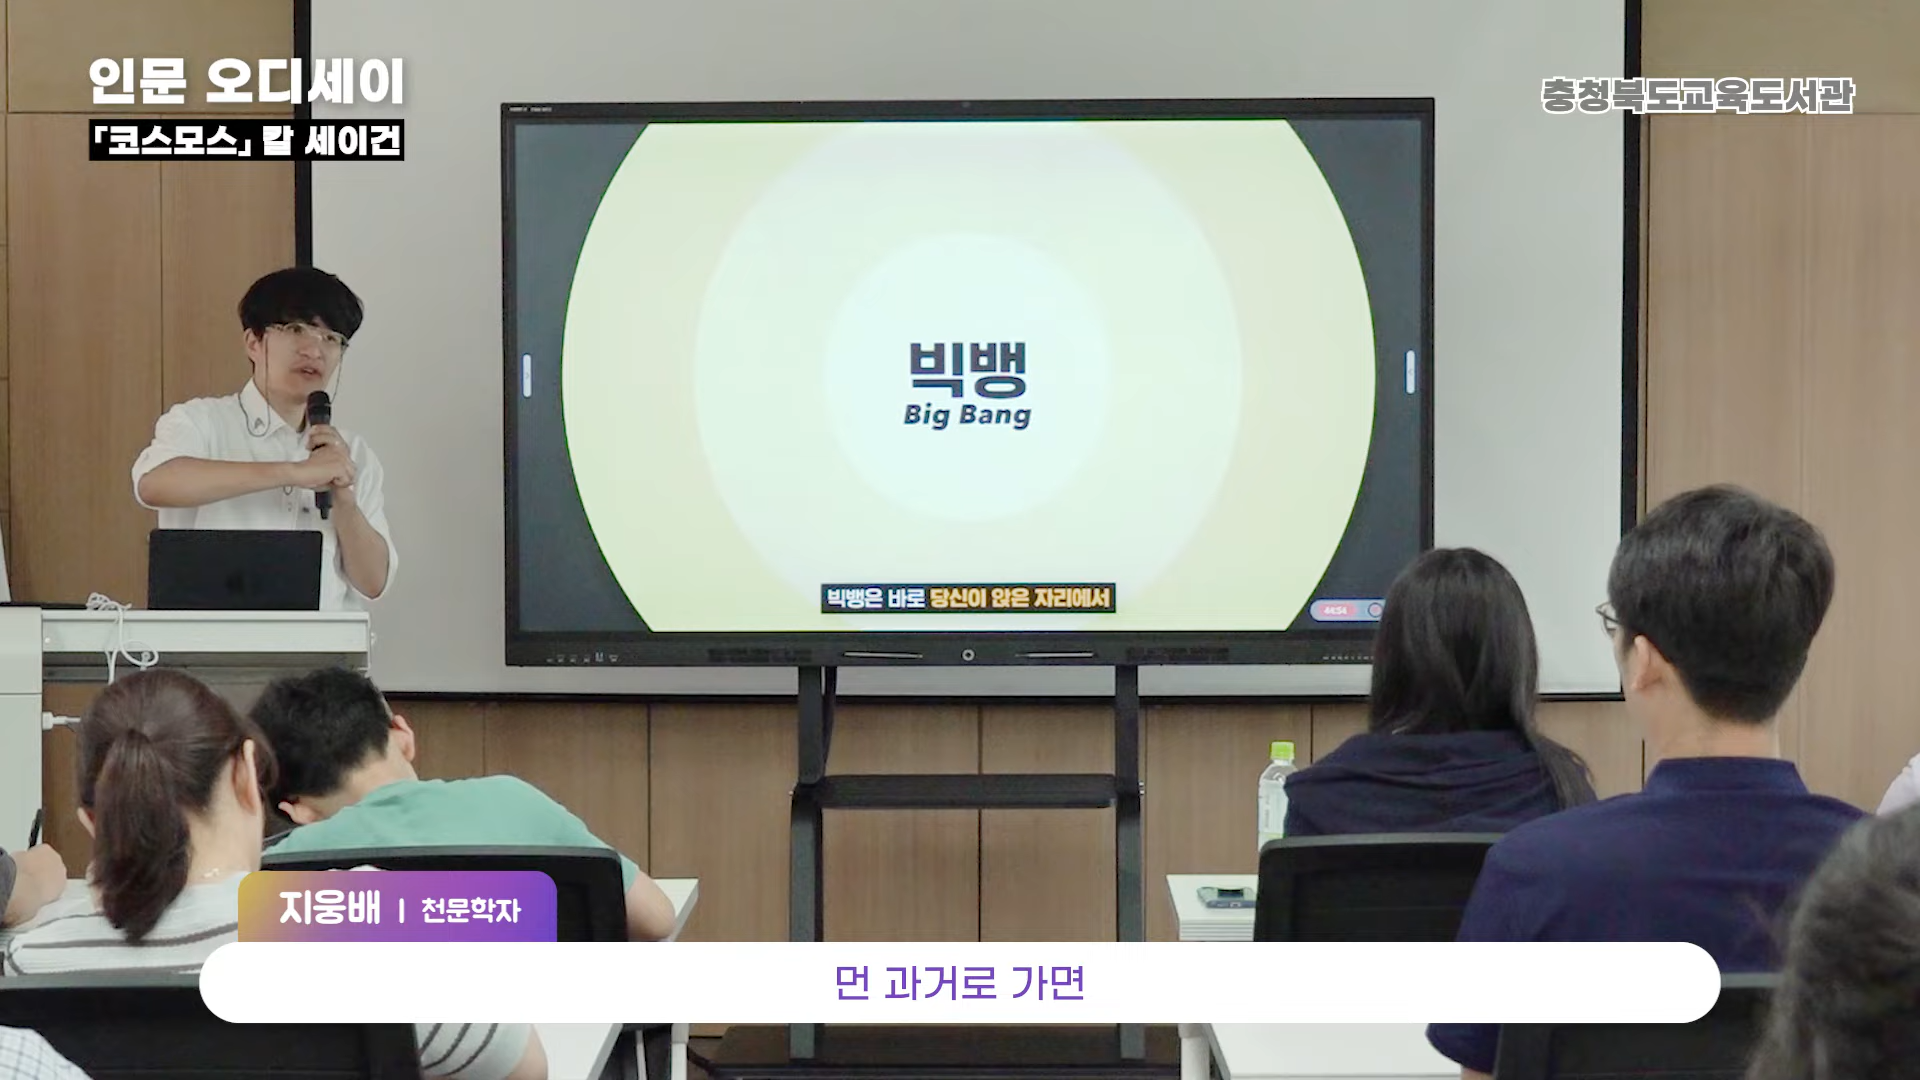 인문 오디세이
「코스모스」 칼 세이건
충청북도교육도서관
빅뱅
Big Bang
빅뱅은 바로 당신이 앉은 자리에서
44:54
지웅배 | 천문학자
먼 과거로 가면